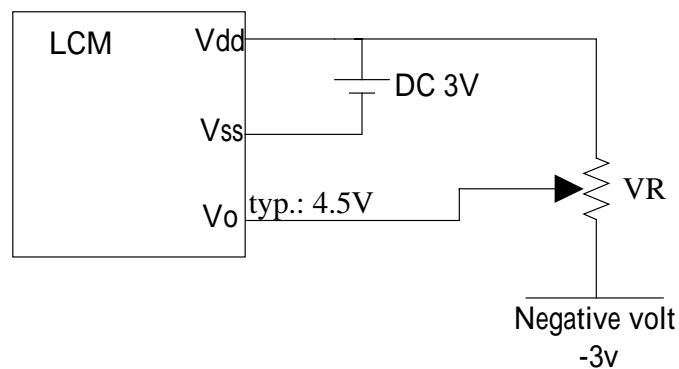 LCM
Vdd
DC 3V
Vss
Vo
typ.: 4.5V
VR
Negative volt
-3v